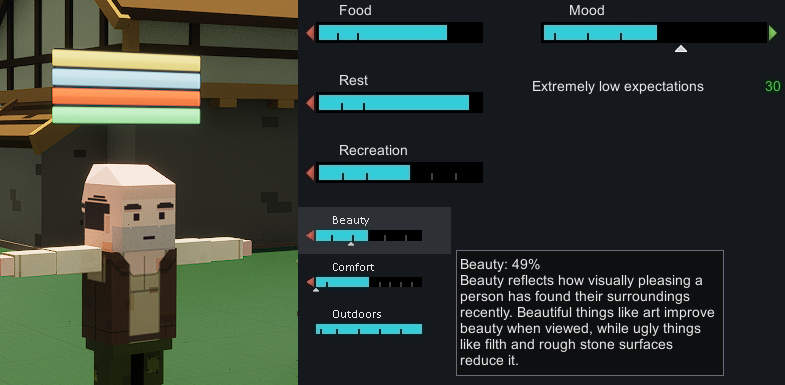 Food
Mood
Rest
Extremely low expectations 30
Recreation
Beauty
Comfort
Outdoors
Beauty: 49%
Beauty reflects how visually pleasing a
person has found their surroundings
recently. Beautiful things like art improve
beauty when viewed, while ugly things
like filth and rough stone surfaces
reduce it.